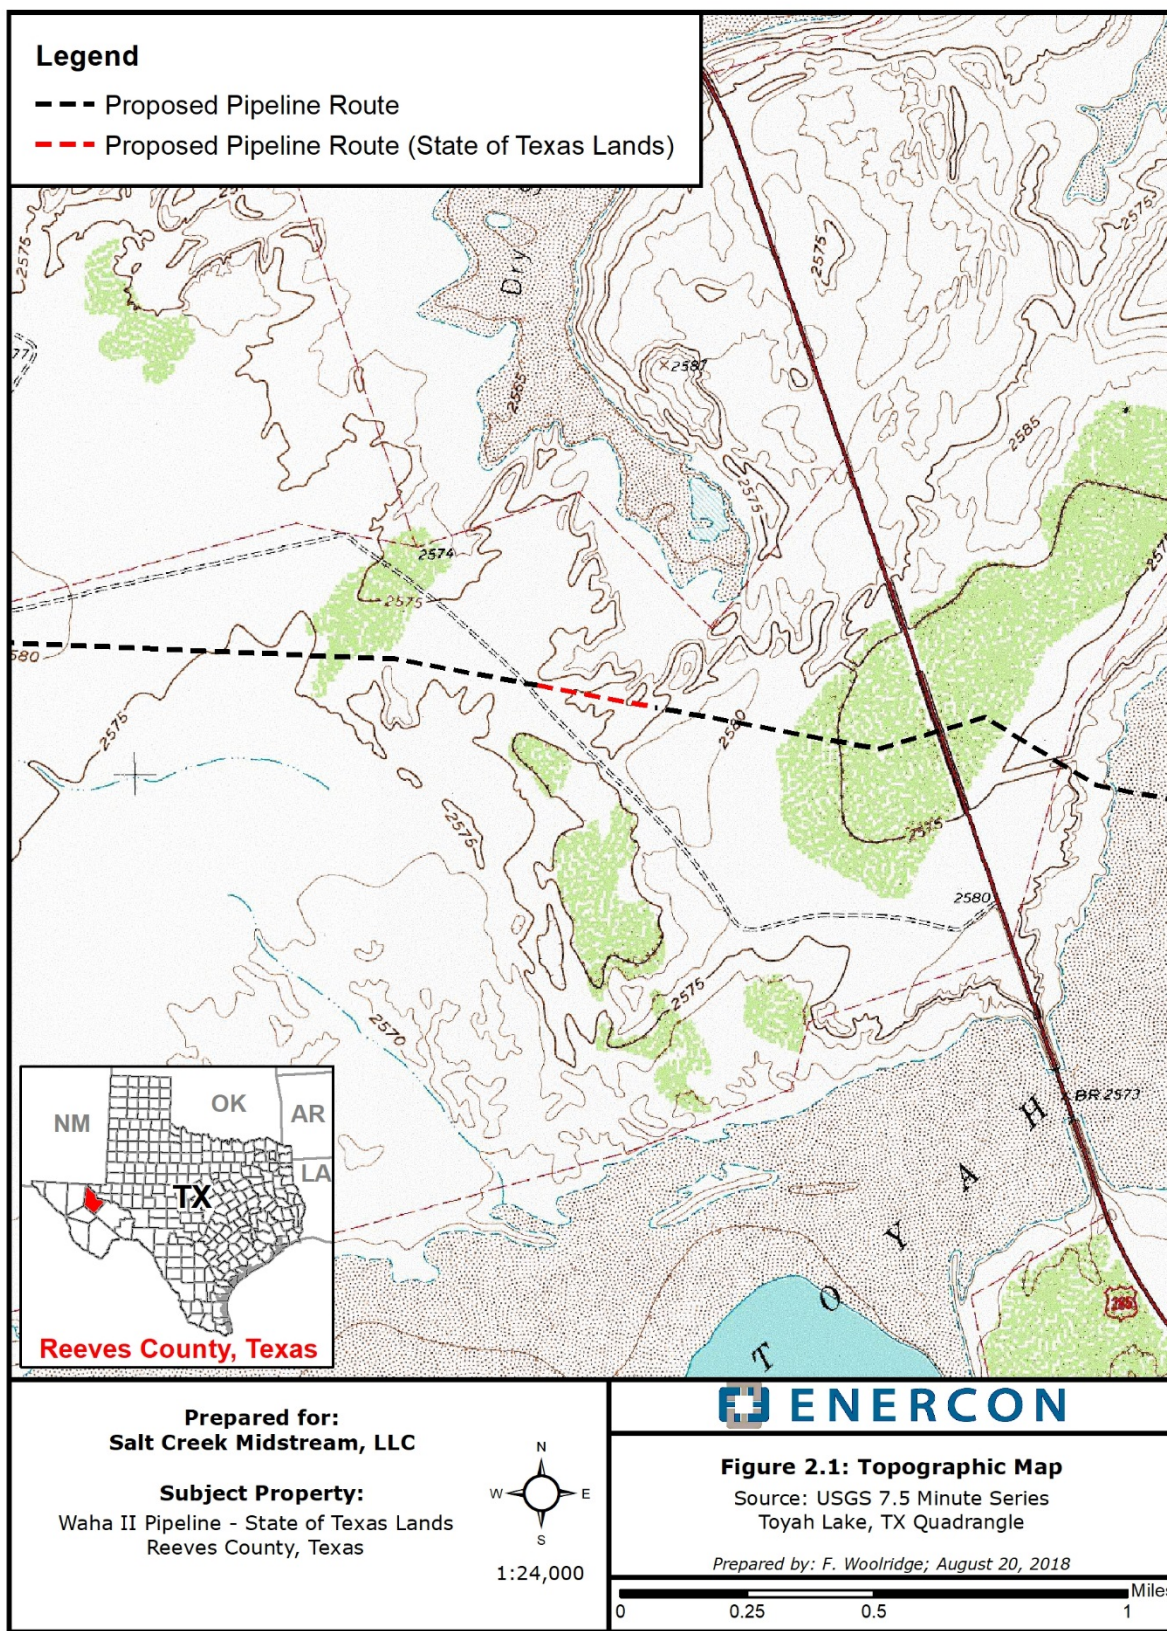 Legend
Proposed Pipeline Route
Proposed Pipeline Route (State of Texas Lands)
2575
Dry
2575
2575
2587
2565
2585
2575
2574
2575
2575
580
2575
2580
2575
2575
2580
2575
2570
BR 2573
T O Y A H
285
NM
OK
AR
LA
TX
Reeves County, Texas
Prepared for:
Salt Creek Midstream, LLC
Subject Property:
Waha II Pipeline - State of Texas Lands
Reeves County, Texas
N
W E
S
1:24,000
ENERCON
Figure 2.1: Topographic Map
Source: USGS 7.5 Minute Series
Toyah Lake, TX Quadrangle
Prepared by: F. Woolridge; August 20, 2018
Miles
0 0.25 0.5 1